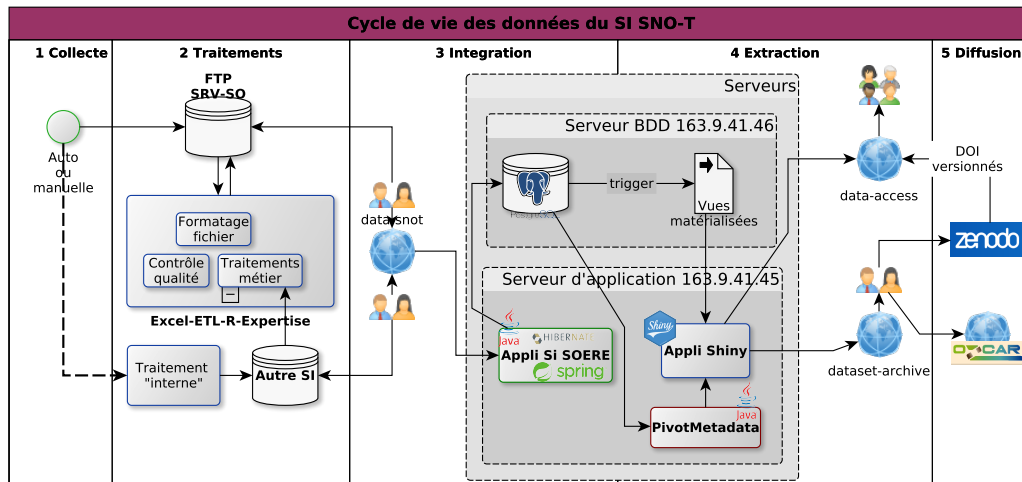 Cycle de vie des données du SI SNO-T
1 Collecte
2 Traitements
3 Integration
4 Extraction
5 Diffusion
FTP
SRV-SO
Auto
ou
manuelle
Formatage
fichier
Contrôle
qualité
Traitements
métier
Excel-ETL-R-Expertise
Traitement
"interne"
Autre SI
data-snot
Serveurs
Serveur BDD 163.9.41.46
trigger
Vues
matérialisées
Serveur d'application 163.9.41.45
Java
HIBERNATE
Appli Si SOERE
spring
Shiny
Appli Shiny
Java
PivotMetadata
data-access
DOI
versionnés
zenodo
dataset-archive
OZCAR